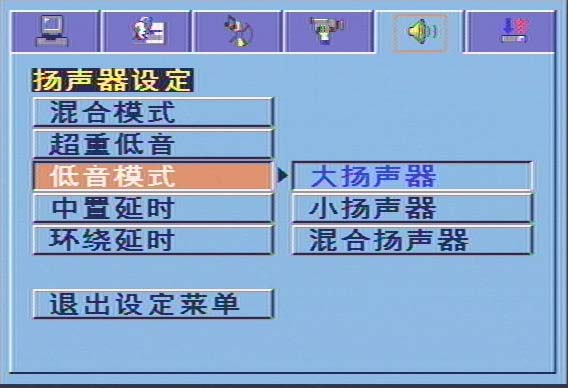 扬声器设定
混合模式
超重低音
低音模式
大扬声器
中置延时
小扬声器
环绕延时
混合扬声器
退出设定菜单